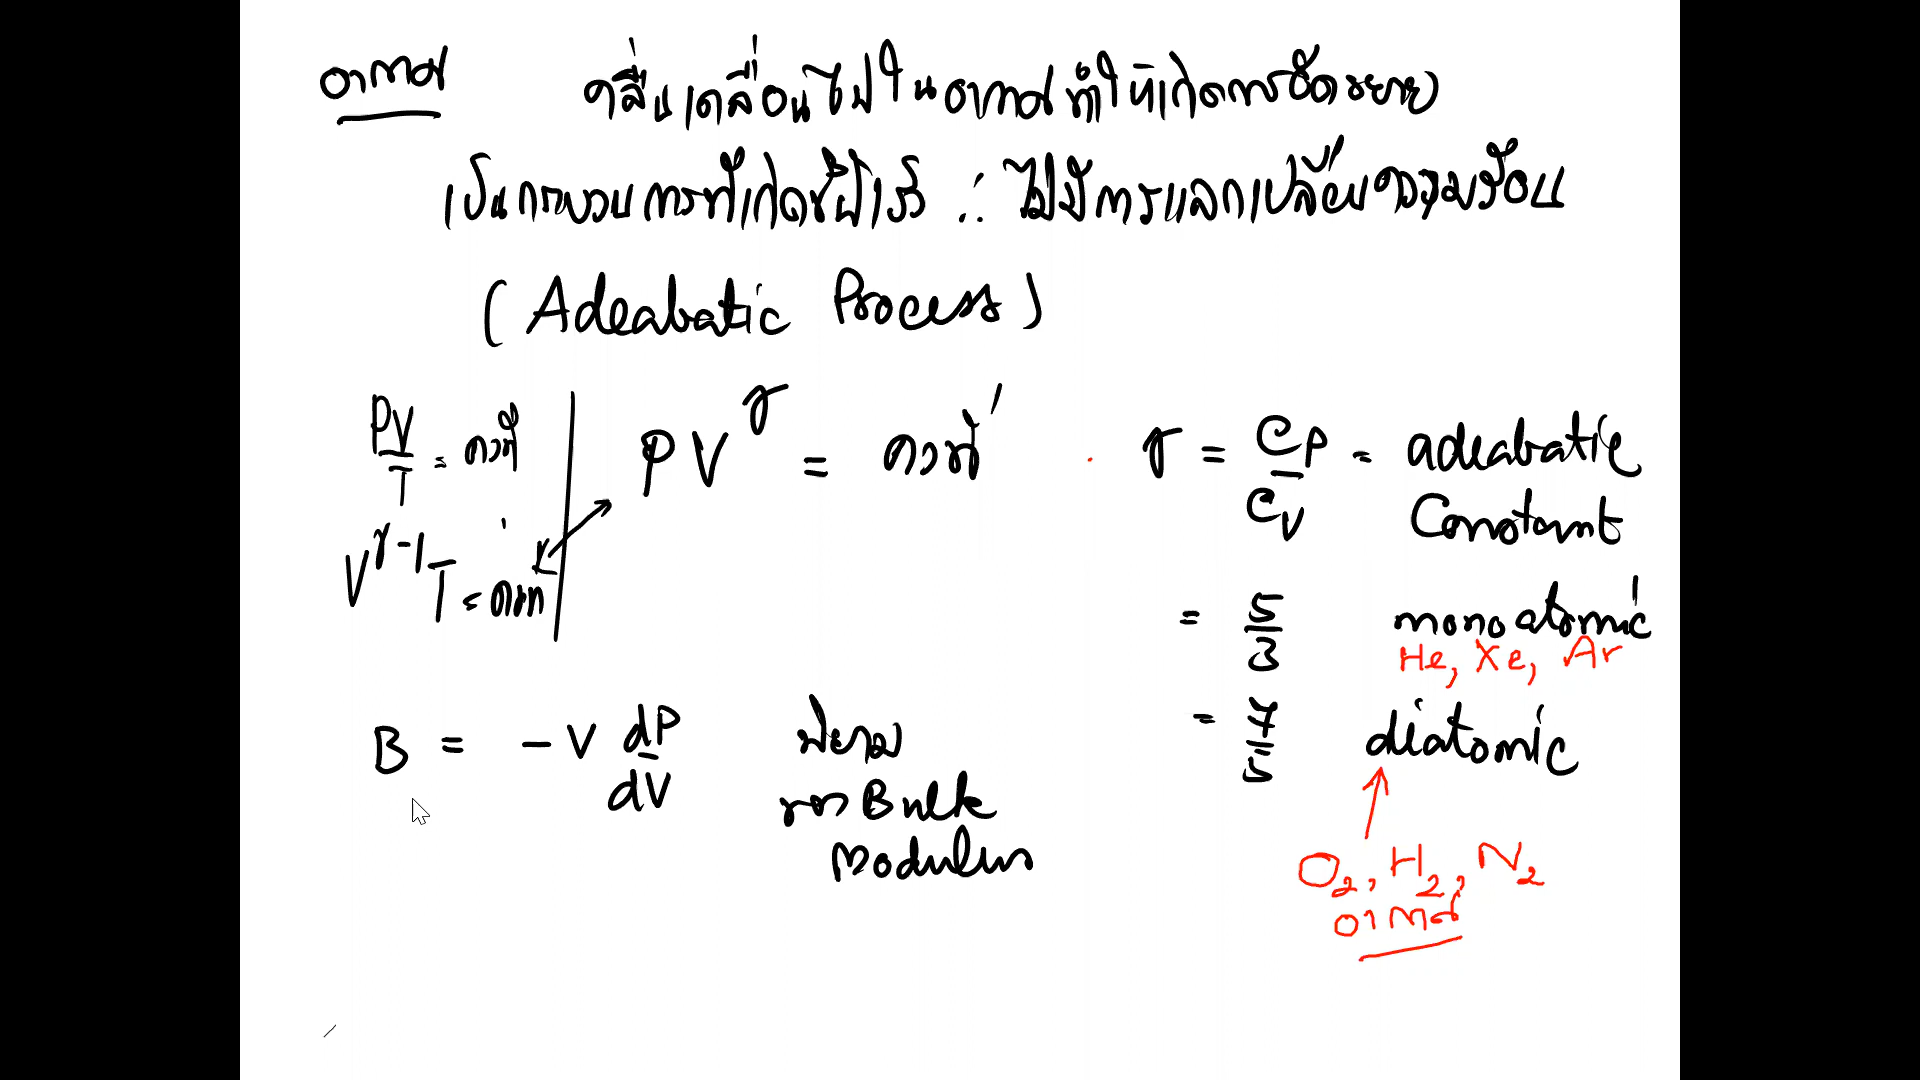 อากาศ
คลื่นเคลื่อนไปในอากาศทำให้เกิดการอัดขยาย
เป็นกระบวนการที่เกิดขึ้นเร็ว ∴ ไม่มีการแลกเปลี่ยนความร้อน
(Adeabatic Process)
PV/T = คงที่
V^γ-1 T = คงที่
PV^γ = คงที่
γ = CP/CV = adeabatic
Constant
= 5/3 monoatomic
He, Xe, Ar
= 7/5 diatomic
O2, H2, N2
อากาศ
B = -V dP/dV นิยาม
ของ Bulk
Modulus